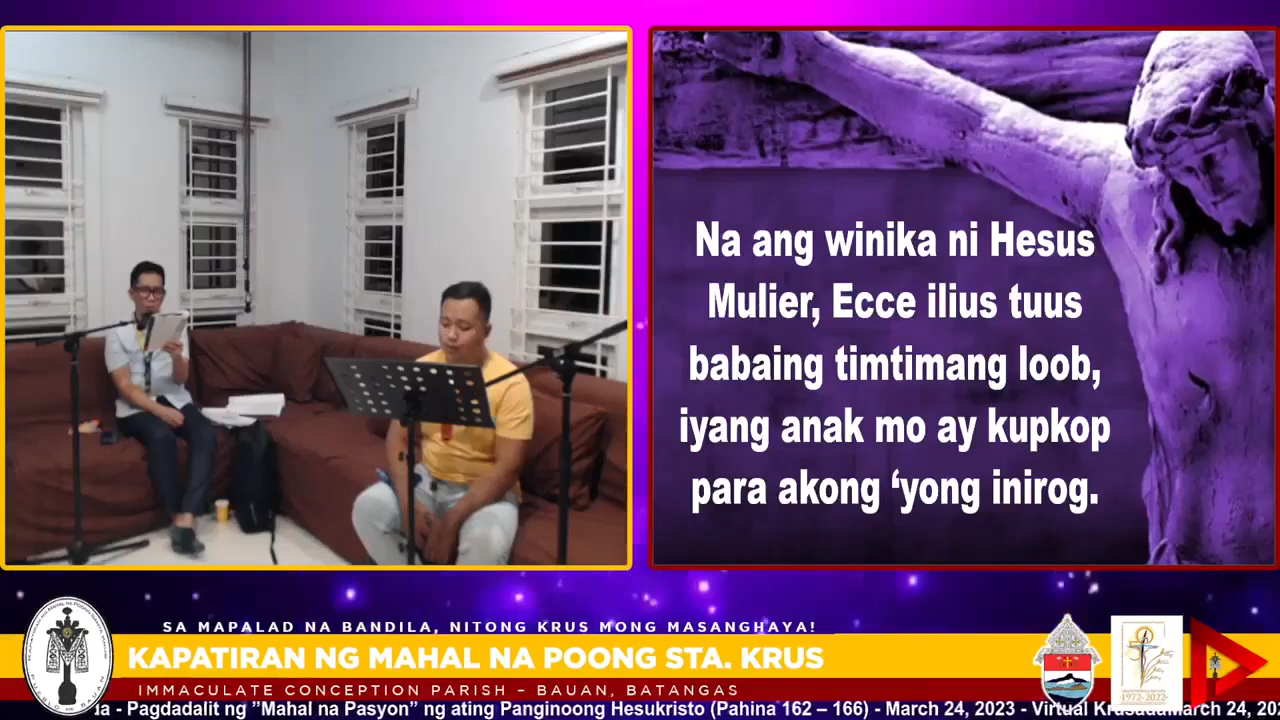 Na ang winika ni Hesus
Mulier, Ecce ilius tuus
babaing timtimang loob,
iyang anak mo ay kupkop
para akong ‘yong inirog.
SA MAPALAD NA BANDILA, NITONG KRUS MONG MASANGHAYA!
KAPATIRAN NG MAHAL NA POONG STA. KRUS
IMMACULATE CONCEPTION PARISH – BAUAN, BATANGAS
- Pagdadalit ng ”Mahal na Pasyon” ng ating Panginoong Hesukristo (Pahina 162 – 166) - March 24, 2023 - Virtual
1972-2022